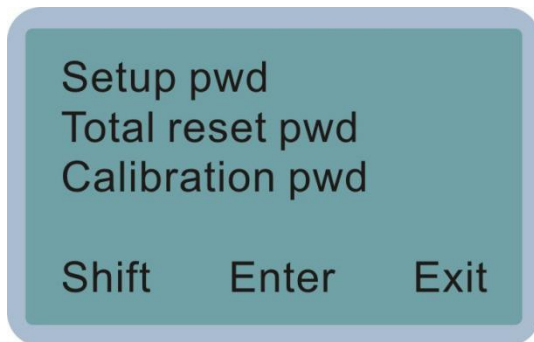 Setup pwd
Total reset pwd
Calibration pwd
Shift Enter Exit